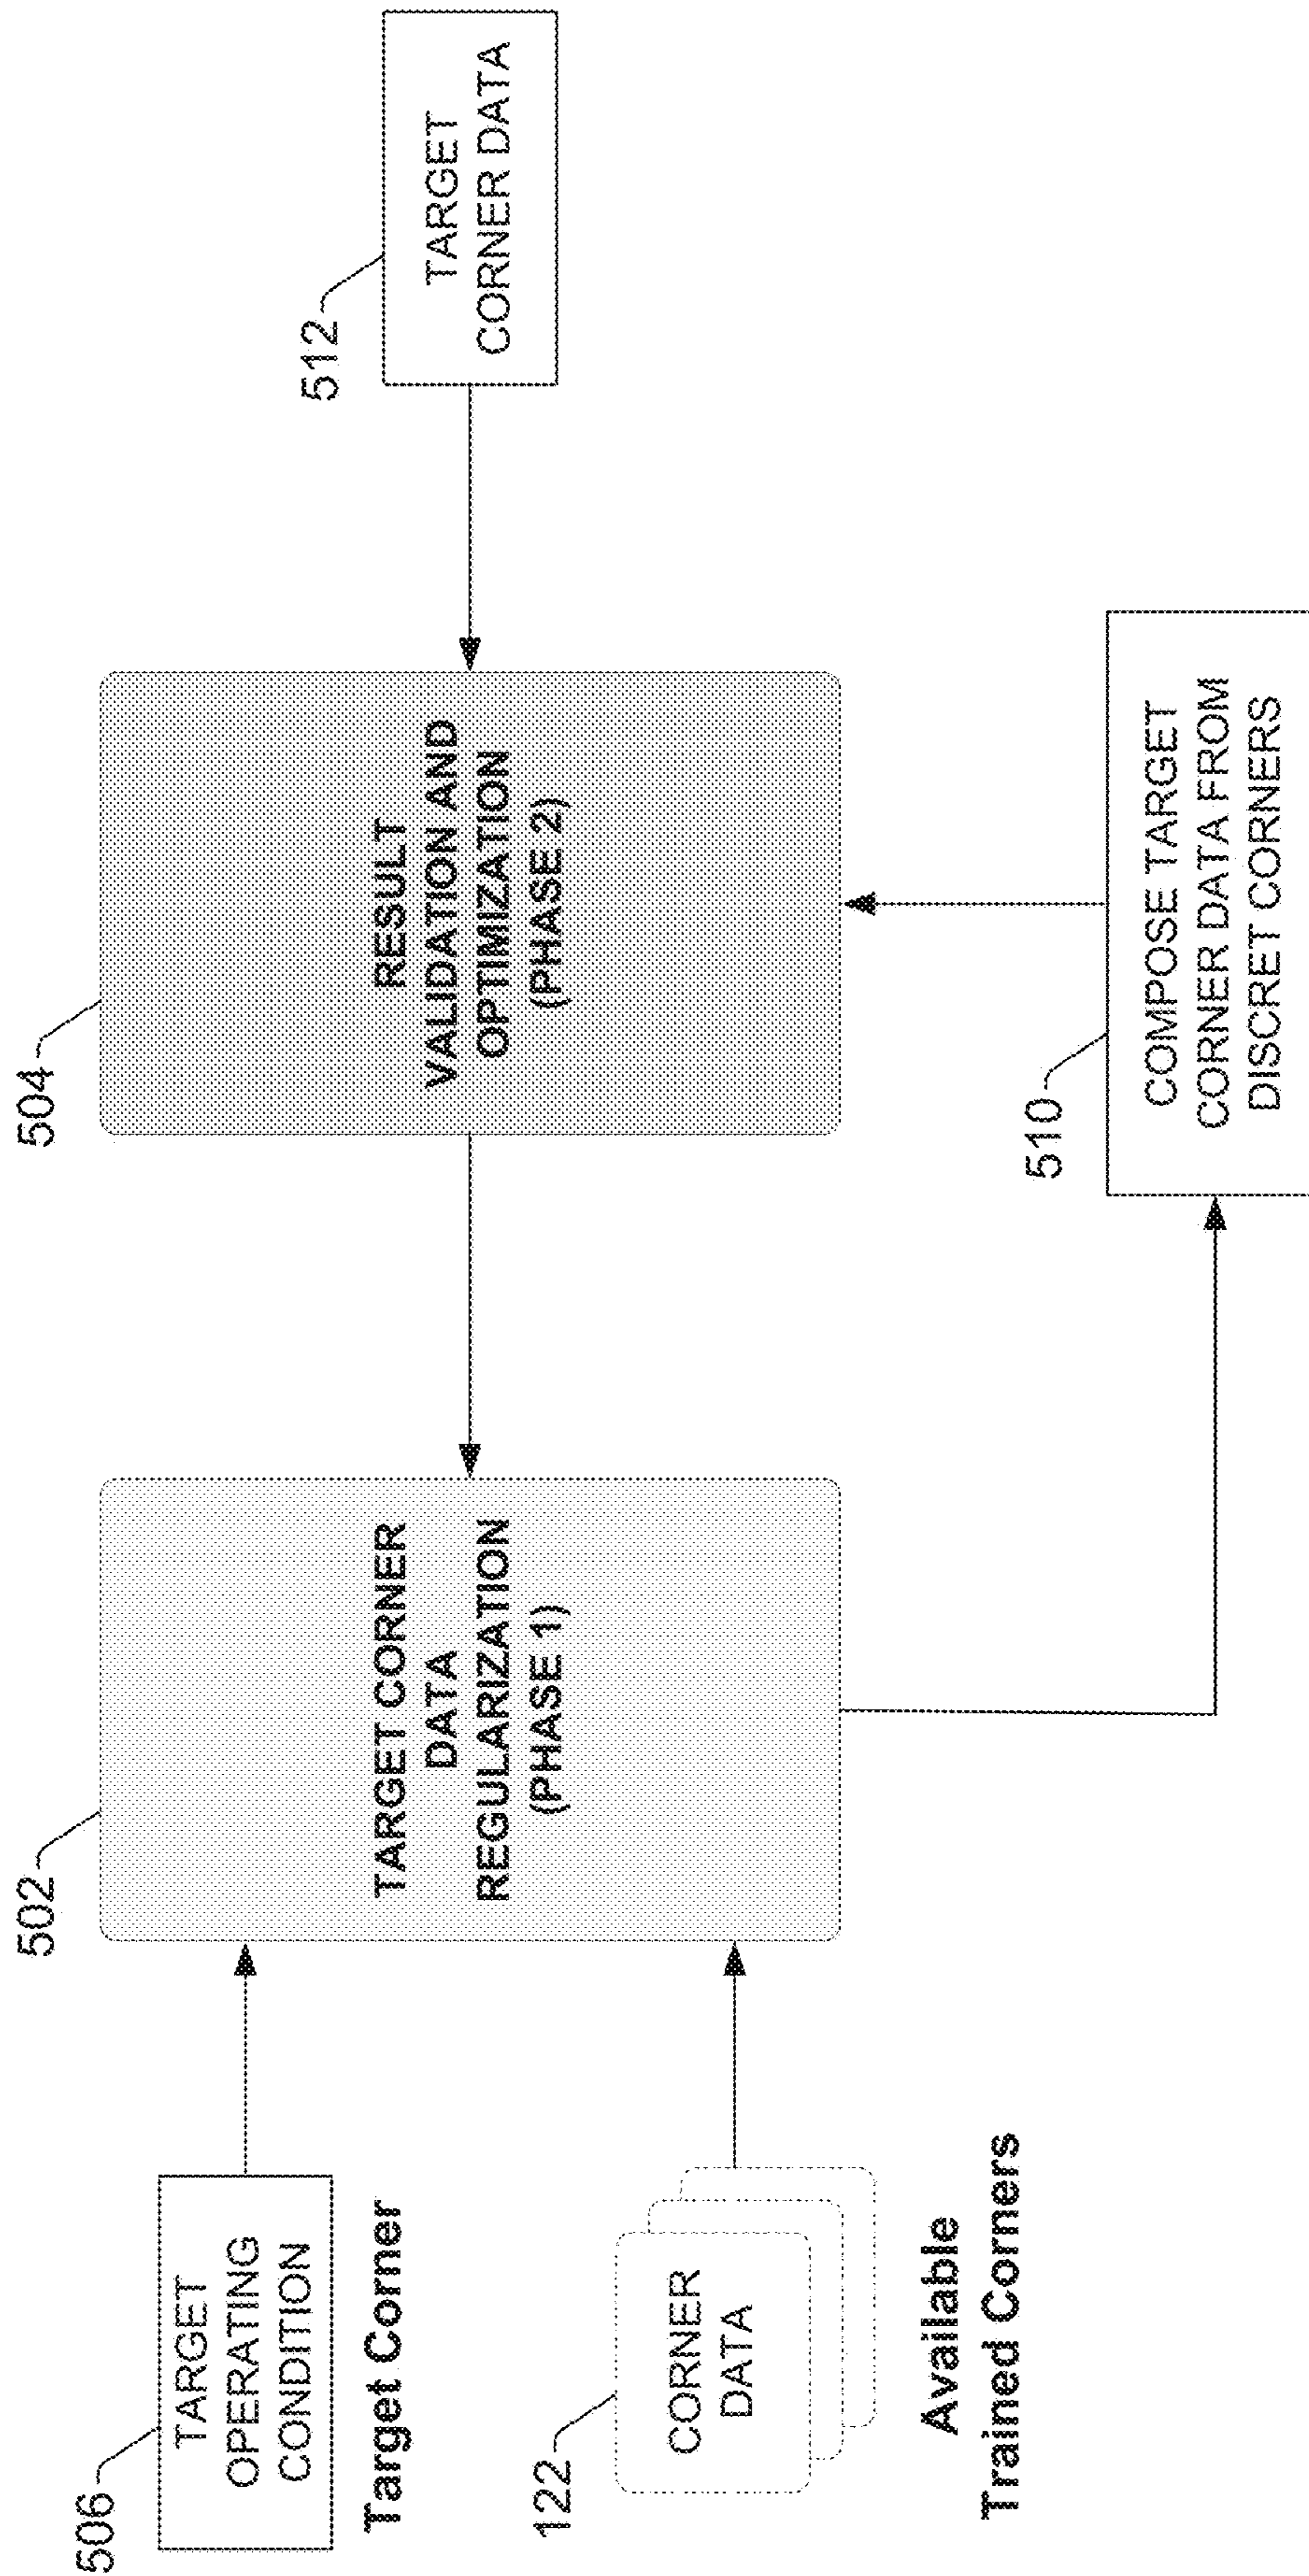 506
TARGET
OPERATING
CONDITION
Target Corner
122
CORNER
DATA
Available
Trained Corners
502
TARGET CORNER
DATA
REGULARIZATION
(PHASE 1)
504
RESULT
VALIDATION AND
OPTIMIZATION
(PHASE 2)
510
COMPOSE TARGET
CORNER DATA FROM
DISCRET CORNERS
512
TARGET
CORNER DATA